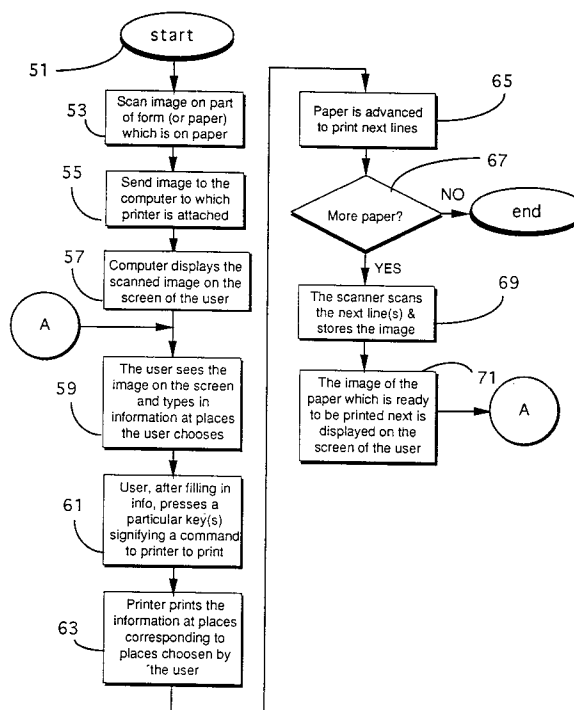 start
51
Scan image on part
of form (or paper)
which is on paper
53
Send image to the
computer to which
printer is attached
55
Computer displays the
scanned image on the
screen of the user
57
A
The user sees the
image on the screen
and types in
information at places
the user chooses
59
User, after filling in
info, presses a
particular key(s)
signifying a command
to printer to print
61
Printer prints the
information at places
corresponding to
places choosen by
the user
63
Paper is advanced
to print next lines
65
More paper?
67
NO
end
YES
The scanner scans
the next line(s) &
stores the image
69
The image of the
paper which is ready
to be printed next is
displayed on the
screen of the user
71
A